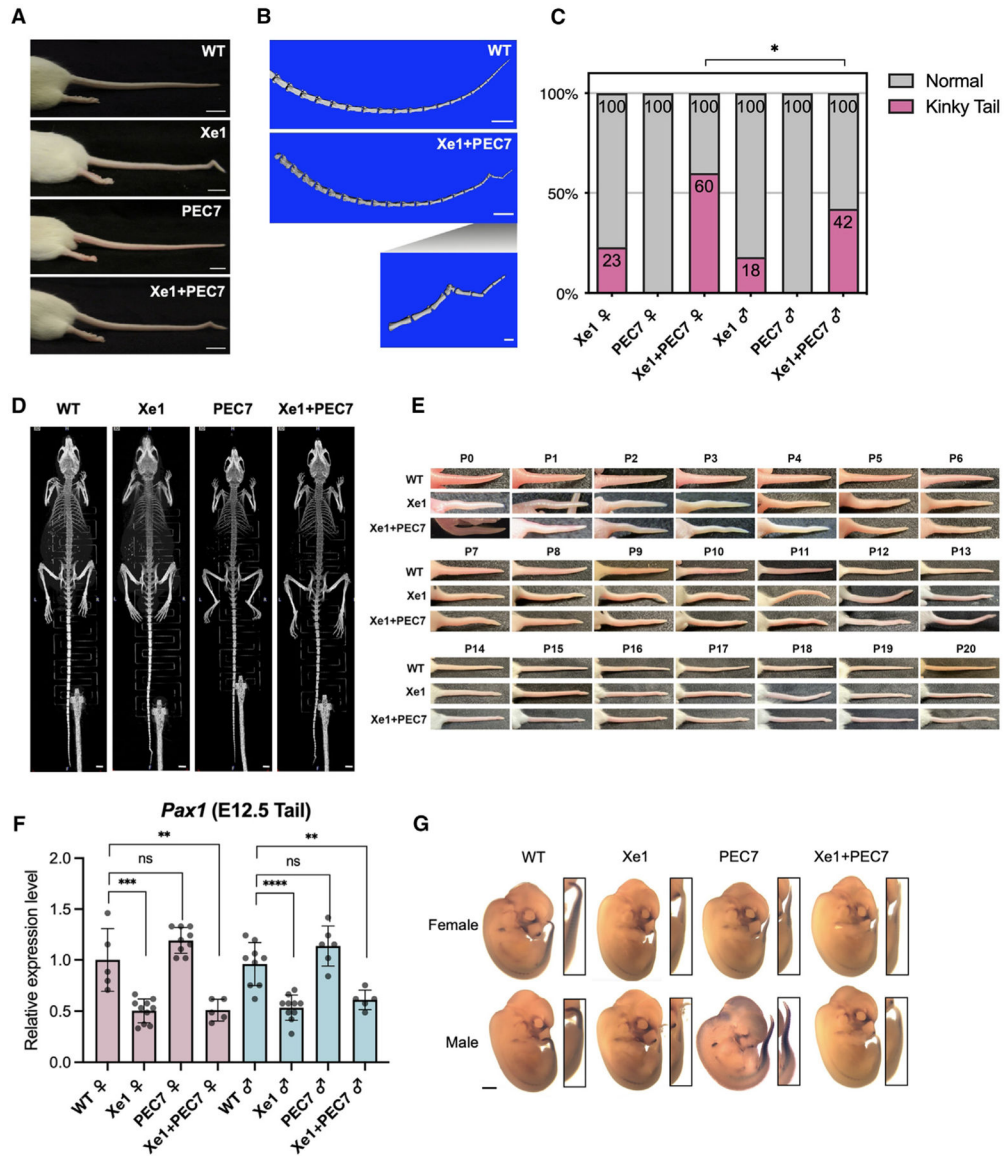 A
WT
Xe1
PEC7
Xe1+PEC7
B
WT
Xe1+PEC7
C
*
100% 50% 0%
100 100 100 100 100 100
23 60 18 42
Xe1 ♀ PEC7 ♀ Xe1+PEC7 ♀ Xe1 ♂ PEC7 ♂ Xe1+PEC7 ♂
Normal
Kinky Tail
D
WT Xe1 PEC7 Xe1+PEC7
E
P0 P1 P2 P3 P4 P5 P6
WT
Xe1
Xe1+PEC7
P7 P8 P9 P10 P11 P12 P13
WT
Xe1
Xe1+PEC7
P14 P15 P16 P17 P18 P19 P20
WT
Xe1
Xe1+PEC7
F
Pax1 (E12.5 Tail)
Relative expression level
2.0
1.5
1.0
0.5
0.0
** **
ns ns
*** ****
WT ♀ Xe1 ♀ PEC7 ♀ Xe1+PEC7 ♀ WT ♂ Xe1 ♂ PEC7 ♂ Xe1+PEC7 ♂
G
WT Xe1 PEC7 Xe1+PEC7
Female
Male